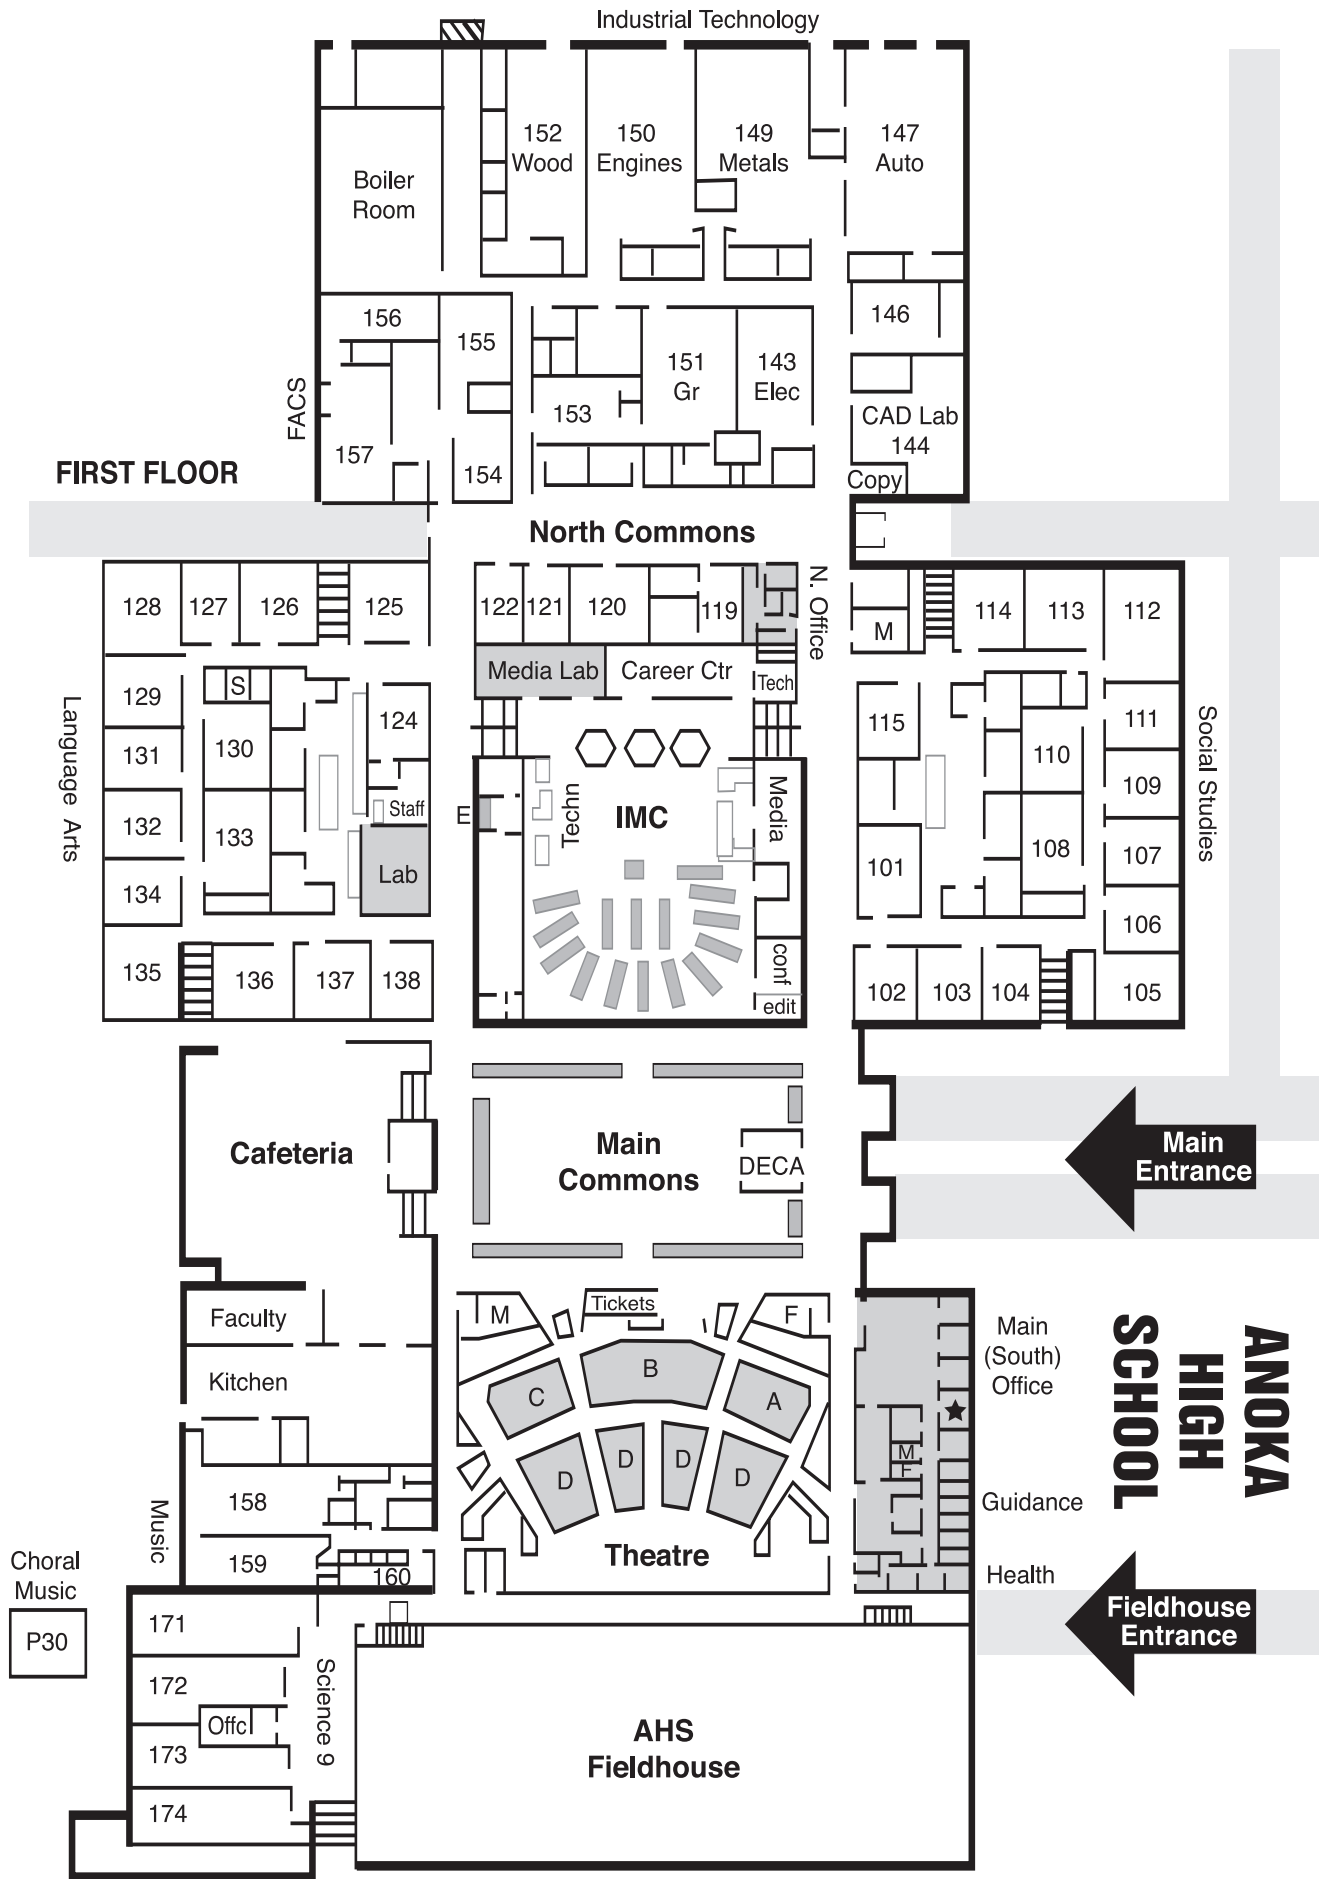 Industrial Technology
152
Wood
150
Engines
149
Metals
147
Auto
Boiler
Room
156
155
151
Gr
143
Elec
146
FACS
153
CAD Lab
144
157
154
Copy
FIRST FLOOR
North Commons
128
127
126
125
122
121
120
119
N. Office
M
114
113
112
Media Lab
Career Ctr
Tech
S
129
124
115
111
Language Arts
130
131
110
109
Social Studies
Staff
E
Techn
IMC
Media
132
133
108
107
134
Lab
101
106
135
136
137
138
conf
edit
102
103
104
105
Cafeteria
Main
Commons
DECA
Main
Entrance
Faculty
M
Tickets
F
Main
(South)
Office
ANOKA
HIGH
SCHOOL
Kitchen
B
C
A
★
M
F
D
D
D
D
158
Music
Guidance
Theatre
159
160
Health
Choral
Music
P30
171
Fieldhouse
Entrance
172
Science 9
Offc
173
AHS
Fieldhouse
174